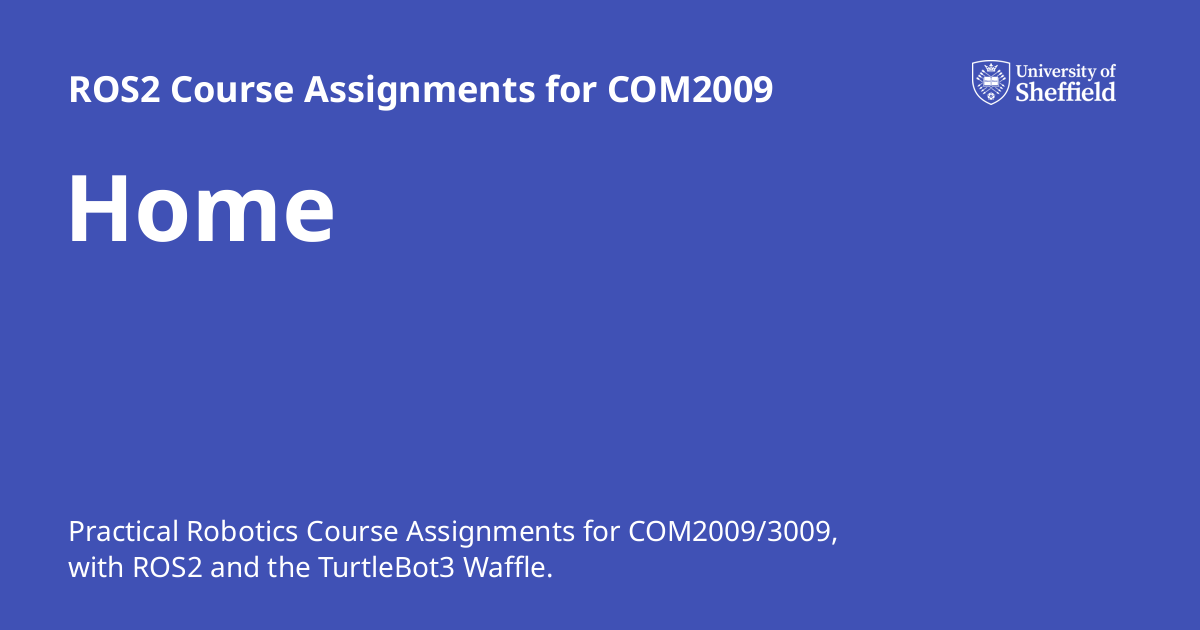 ROS2 Course Assignments for COM2009
University of
Sheffield
Home
Practical Robotics Course Assignments for COM2009/3009,
with ROS2 and the TurtleBot3 Waffle.